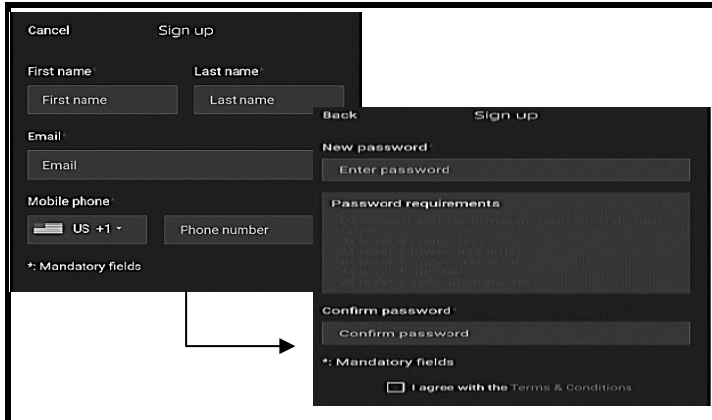 Cancel Sign up
First name* Last name*
First name Last name
Email*
Email
Mobile phone*
US +1 Phone number
*: Mandatory fields
Back Sign up
New password*
Enter password
Password requirements
Confirm password*
Confirm password
*: Mandatory fields
I agree with the Terms & Conditions